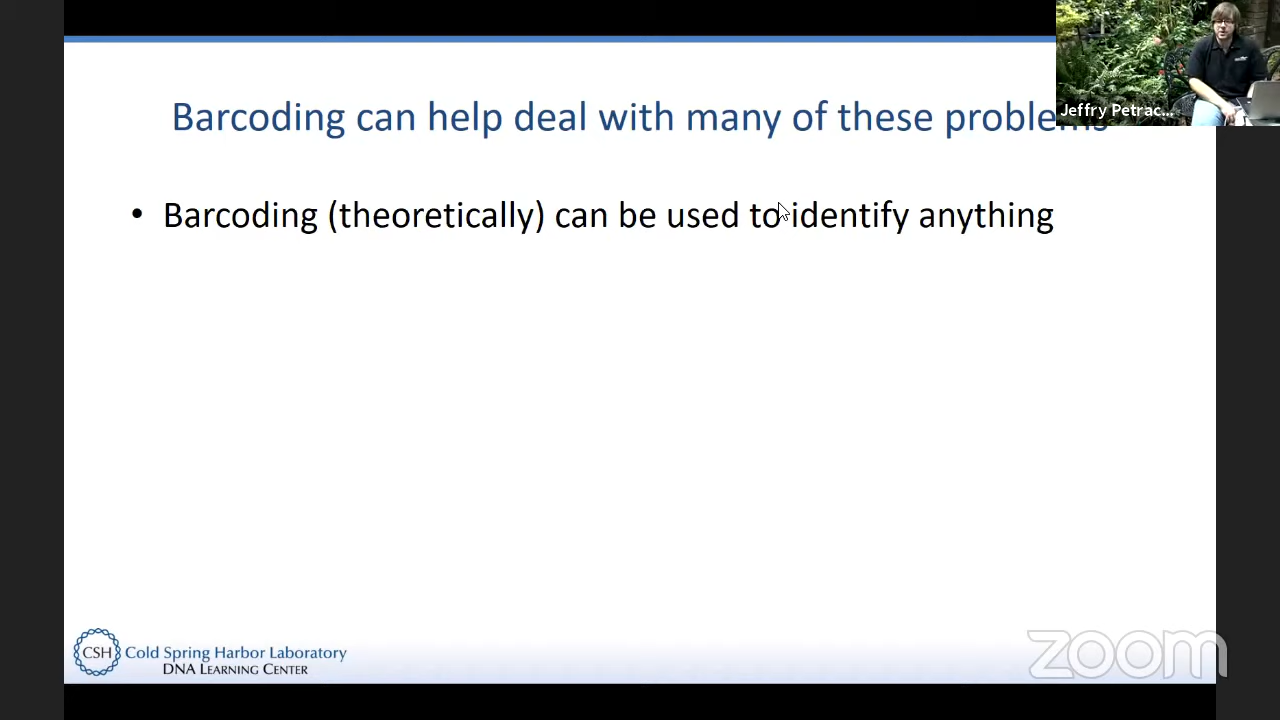 Barcoding can help deal with many of these problems
Jeffry Petrac...
• Barcoding (theoretically) can be used to identify anything
CSH
Cold Spring Harbor Laboratory
DNA LEARNING CENTER
zoom